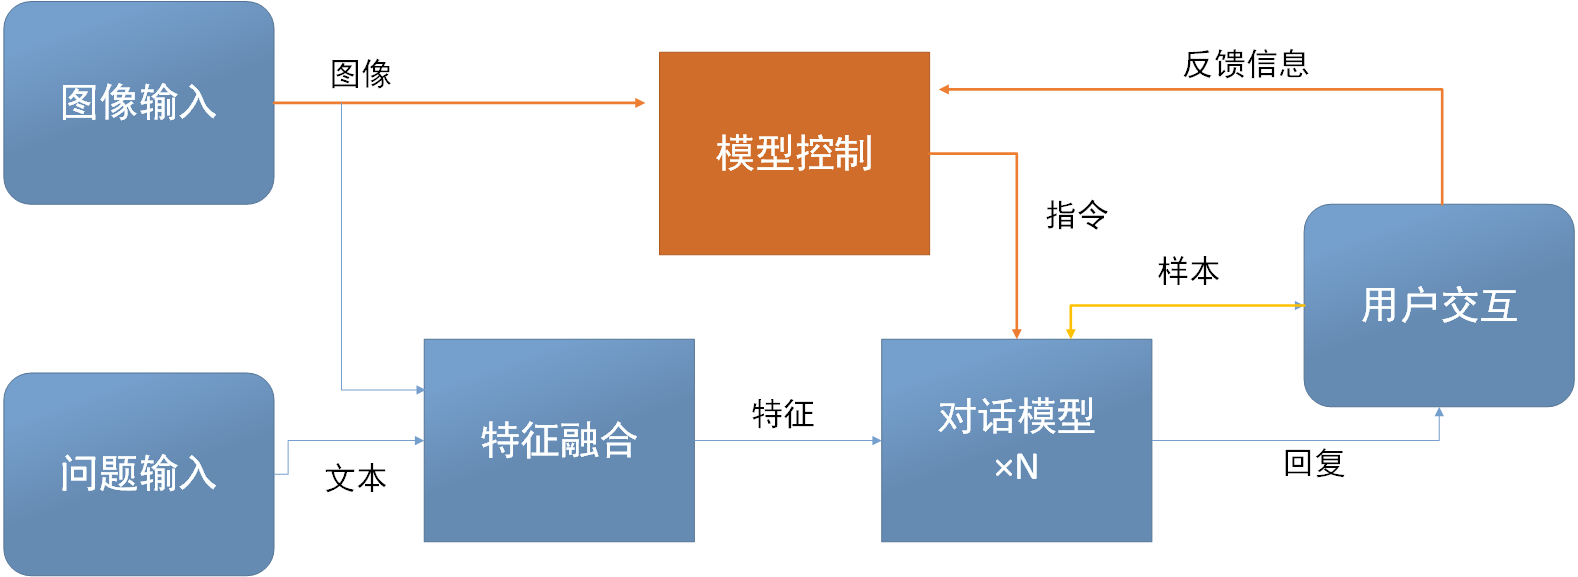 图像输入
图像
模型控制
反馈信息
指令
样本
用户交互
问题输入
文本
特征融合
特征
对话模型
×N
回复